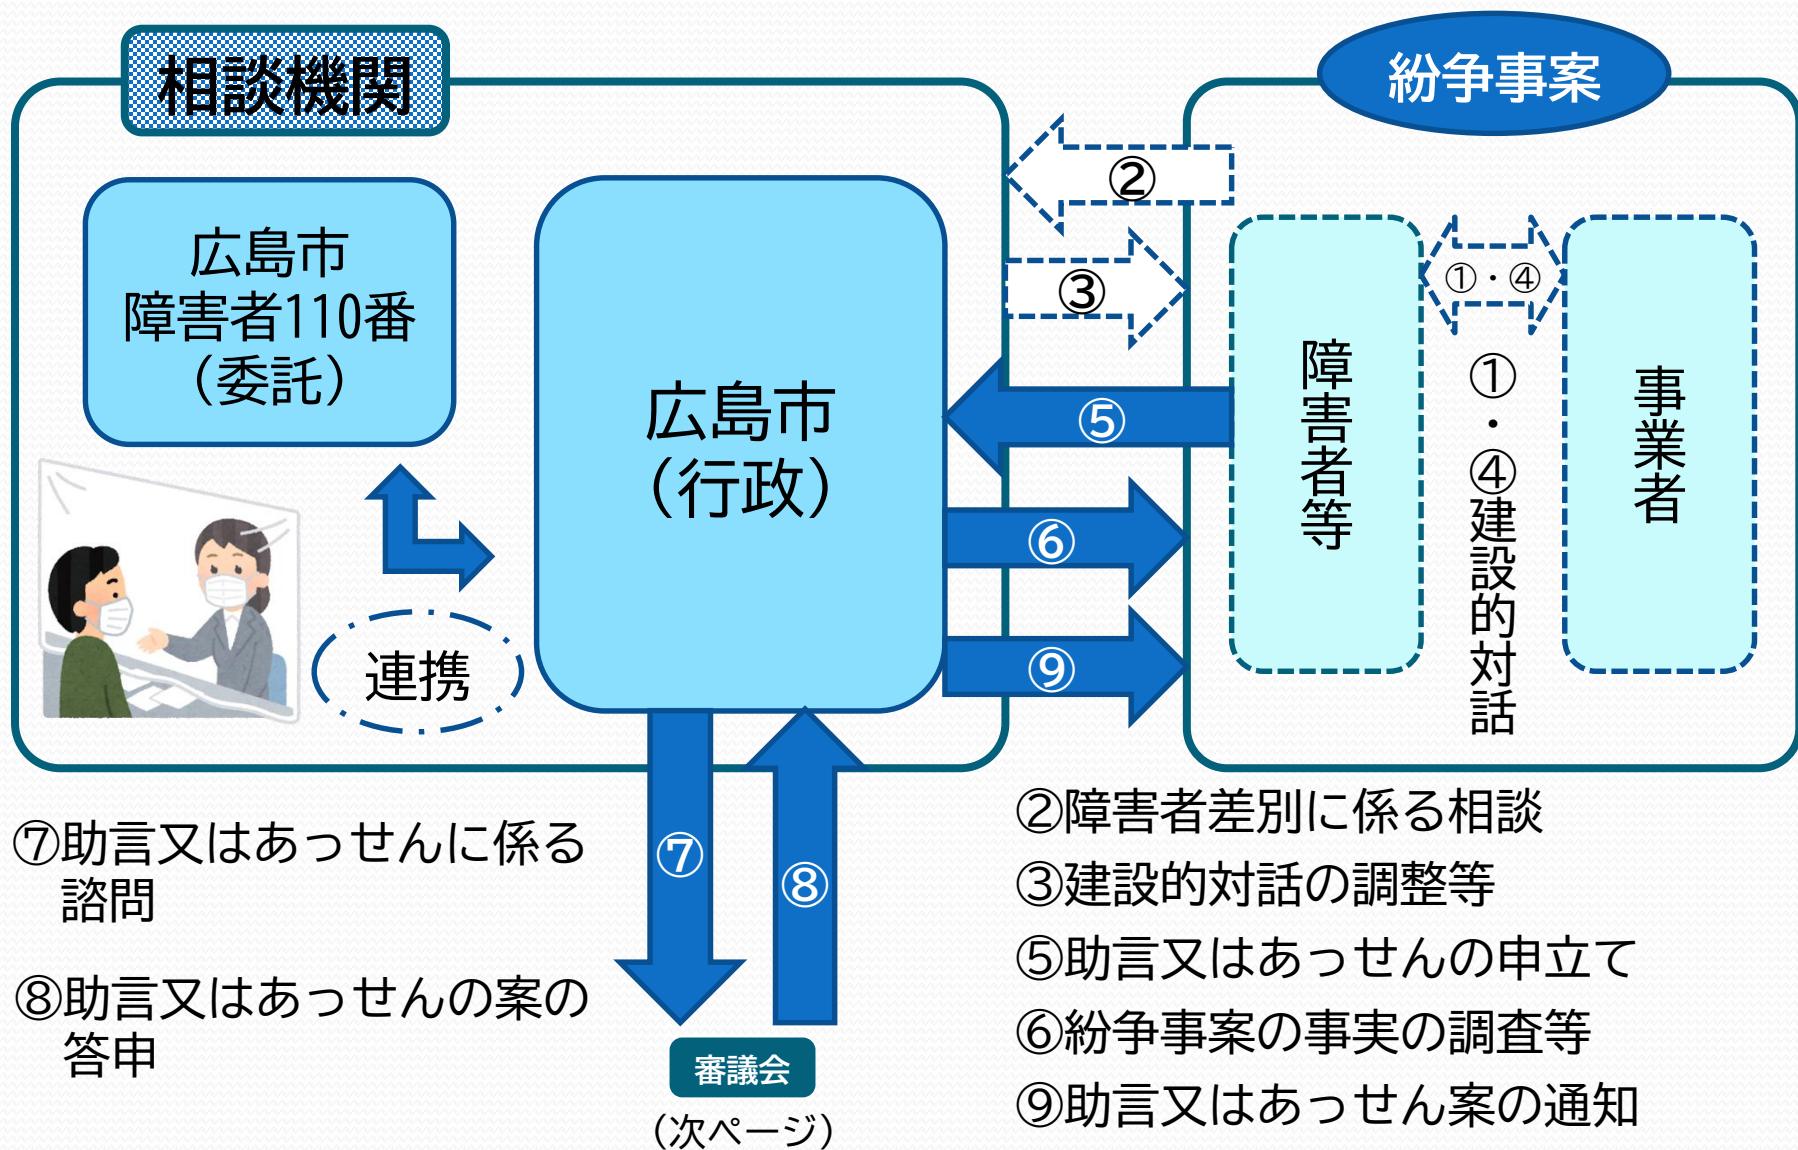 相談機関
紛争事案
広島市
障害者110番
（委託）
広島市
（行政）
連携
②
③
⑤
⑥
⑨
障害者等
①・④
①・④建設的対話
事業者
⑦
⑧
⑦助言又はあっせんに係る
諮問
⑧助言又はあっせんの案の
答申
審議会
（次ページ）
②障害者差別に係る相談
③建設的対話の調整等
⑤助言又はあっせんの申立て
⑥紛争事案の事実の調査等
⑨助言又はあっせん案の通知